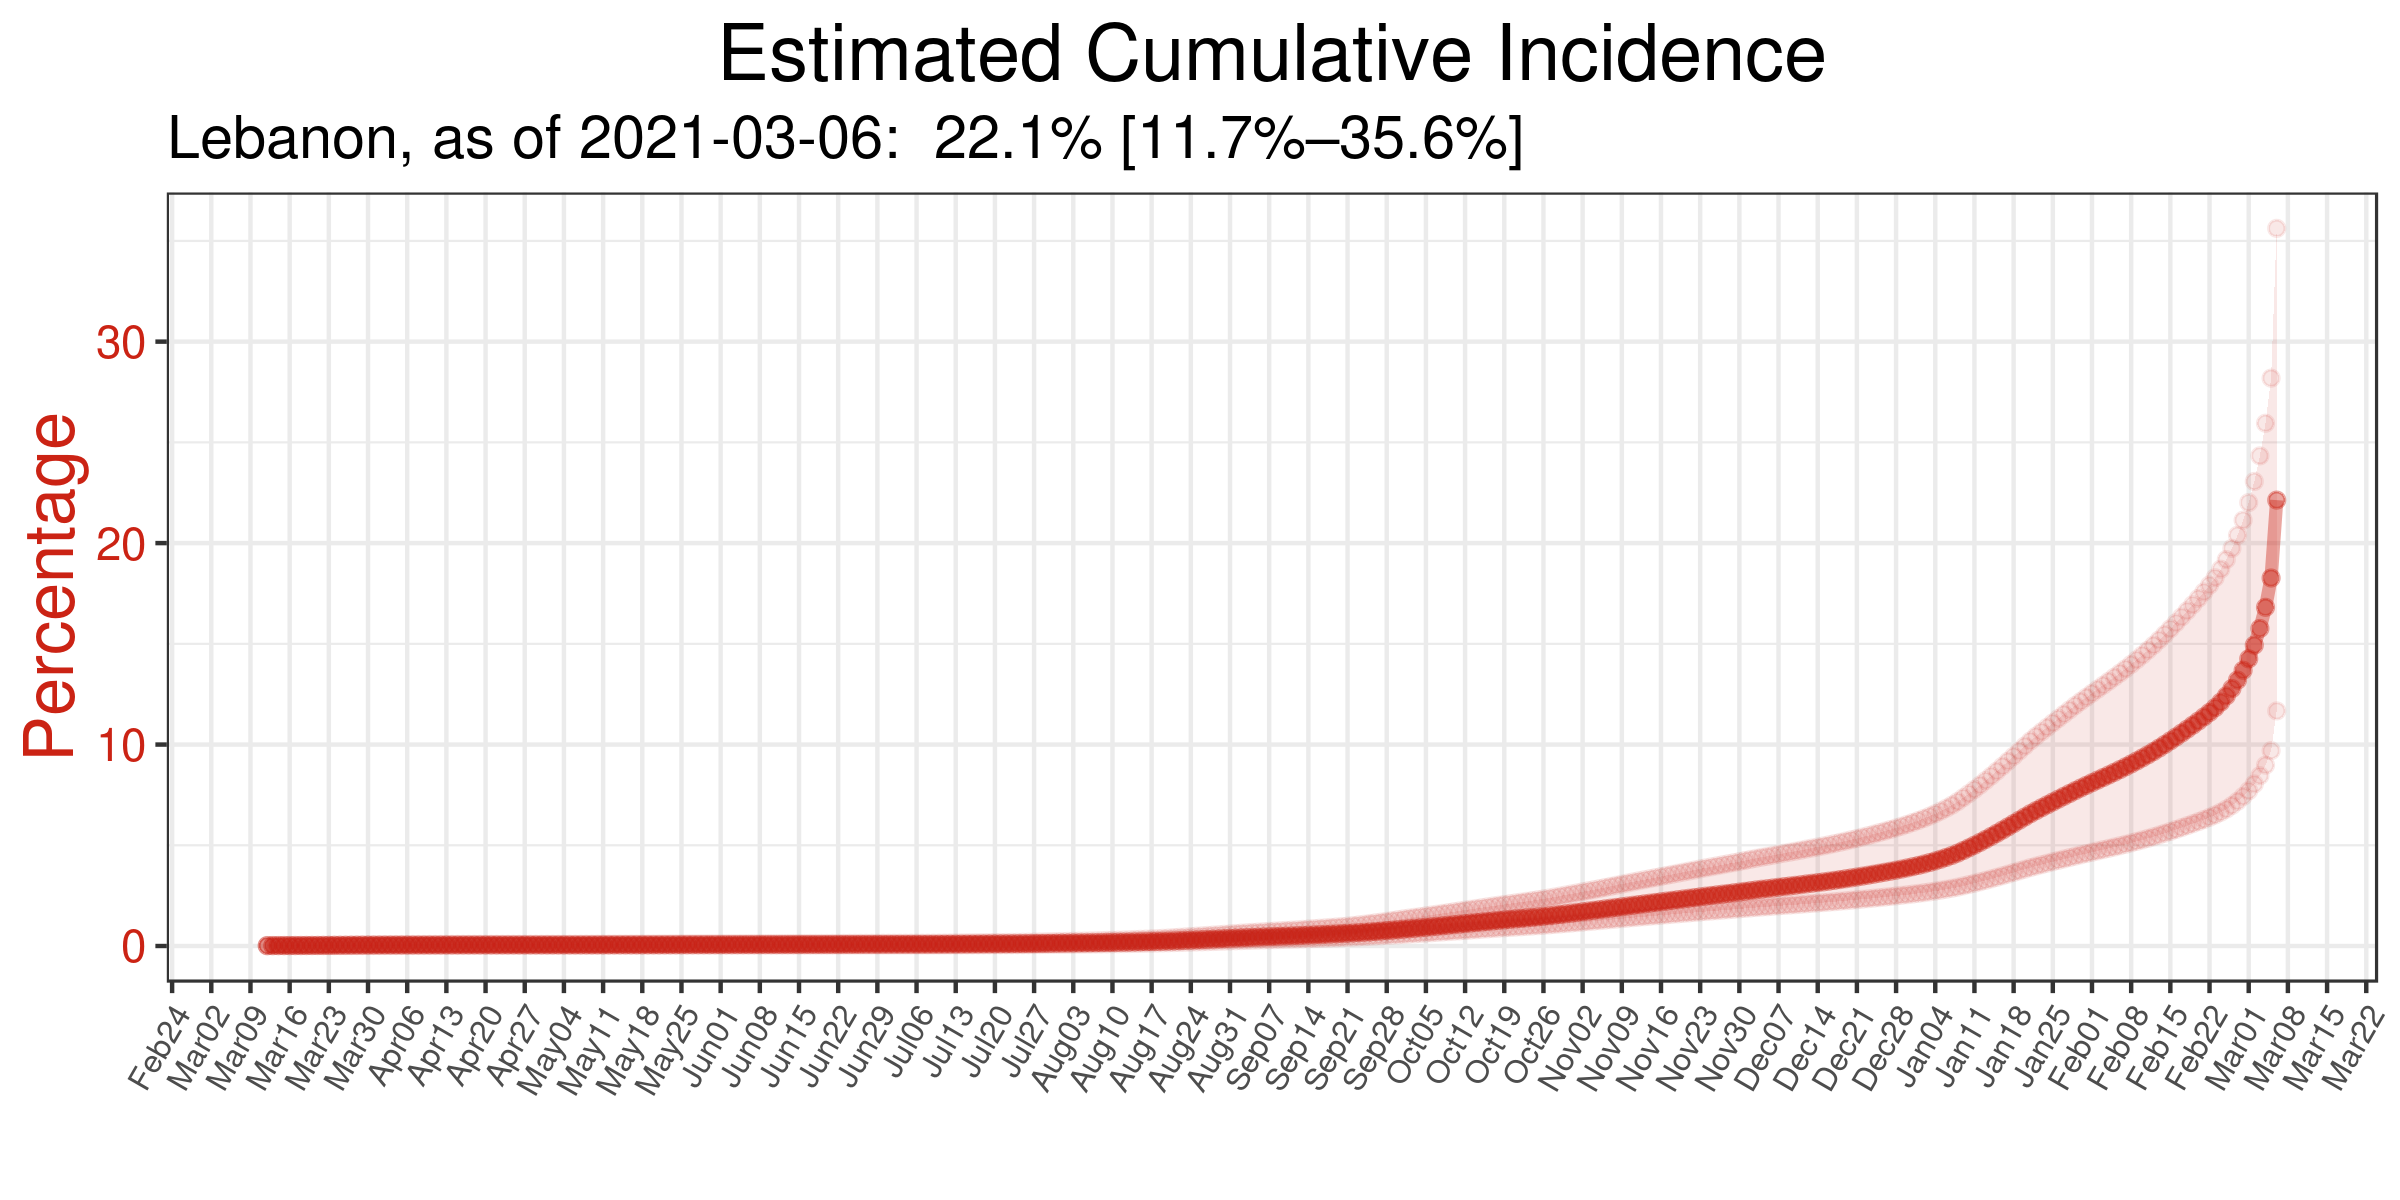 Estimated Cumulative Incidence
Lebanon, as of 2021-03-06: 22.1% [11.7%–35.6%]
Percentage
30
20
10
0
Feb24
Mar02
Mar09
Mar16
Mar23
Mar30
Apr06
Apr13
Apr20
Apr27
May04
May11
May18
May25
Jun01
Jun08
Jun15
Jun22
Jun29
Jul06
Jul13
Jul20
Jul27
Aug03
Aug10
Aug17
Aug24
Aug31
Sep07
Sep14
Sep21
Sep28
Oct05
Oct12
Oct19
Oct26
Nov02
Nov09
Nov16
Nov23
Nov30
Dec07
Dec14
Dec21
Dec28
Jan04
Jan11
Jan18
Jan25
Feb01
Feb08
Feb15
Feb22
Mar01
Mar08
Mar15
Mar22